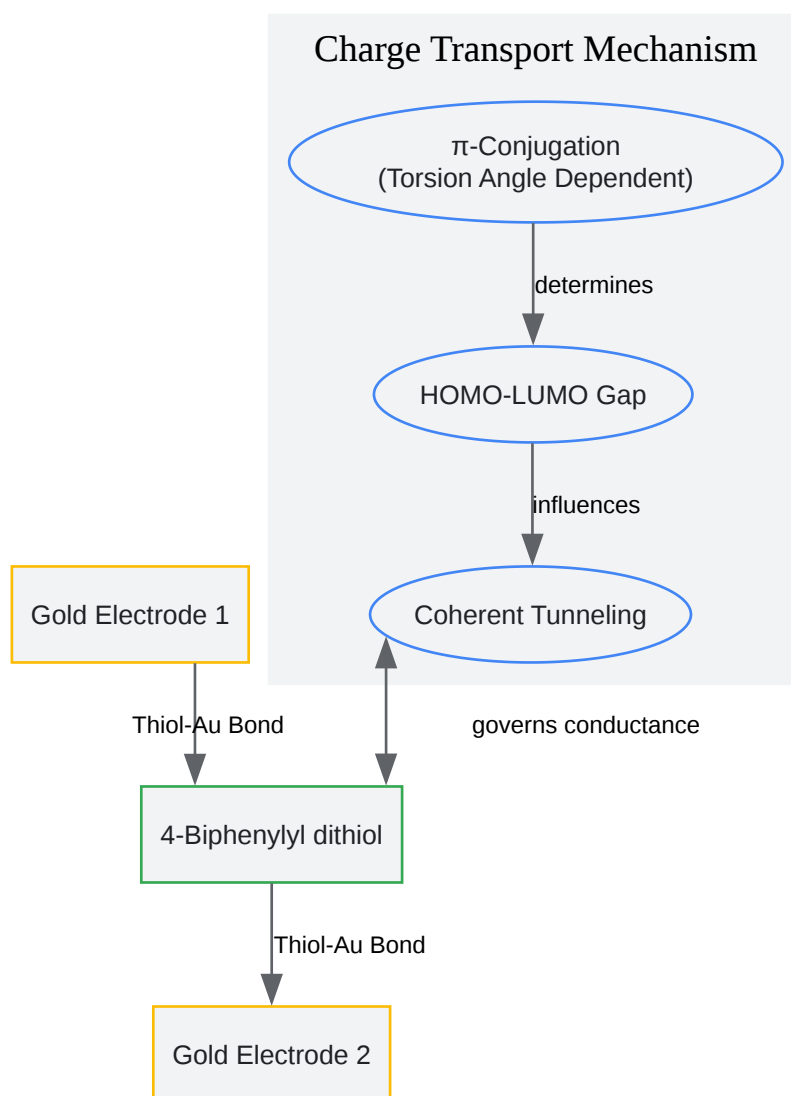 Charge Transport Mechanism
π-Conjugation
(Torsion Angle Dependent)
determines
HOMO-LUMO Gap
influences
Gold Electrode 1
Coherent Tunneling
Thiol-Au Bond
governs conductance
4-Biphenylyl dithiol
Thiol-Au Bond
Gold Electrode 2